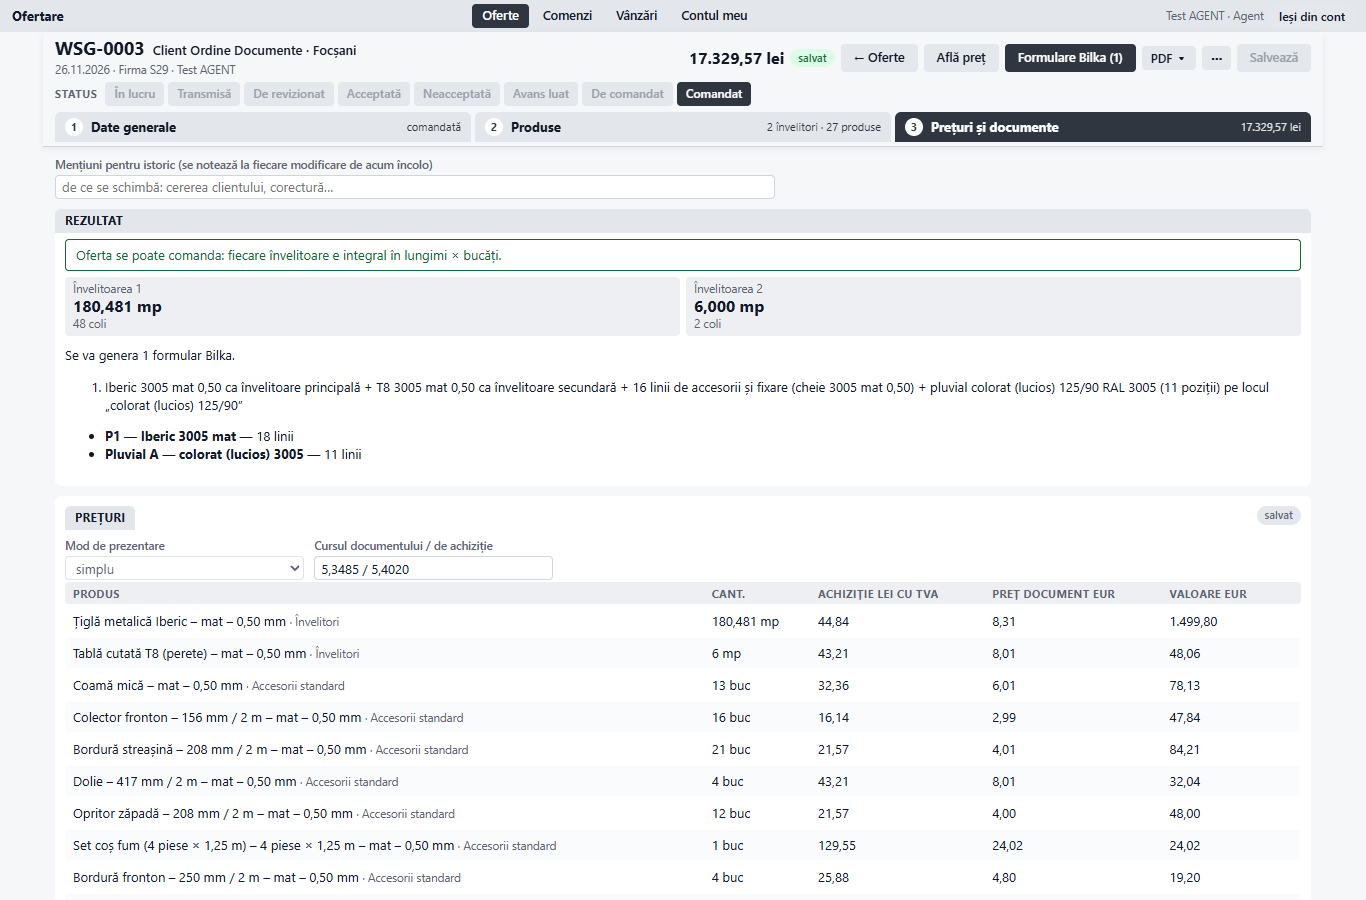 Ofertare
Oferte Comenzi Vânzări Contul meu
Test AGENT · Agent Ieși din cont
WSG-0003 Client Ordine Documente · Focșani
26.11.2026 · Firma S29 · Test AGENT
17.329,57 lei salvat ← Oferte Află preț Formulare Bilka (1) PDF ▾ ... Salvează
STATUS În lucru Transmisă De revizionat Acceptată Neacceptată Avans luat De comandat Comandat
1 Date generale comandată
2 Produse 2 învelitori · 27 produse
3 Prețuri și documente 17.329,57 lei
Mențiuni pentru istoric (se notează la fiecare modificare de acum încolo)
de ce se schimbă: cererea clientului, corectură...
REZULTAT
Oferta se poate comanda: fiecare învelitoare e integral în lungimi × bucăți.
Învelitoarea 1
180,481 mp
48 coli
Învelitoarea 2
6,000 mp
2 coli
Se va genera 1 formular Bilka.
1. Iberic 3005 mat 0,50 ca învelitoare principală + T8 3005 mat 0,50 ca învelitoare secundară + 16 linii de accesorii și fixare (cheie 3005 mat 0,50) + pluvial colorat (lucios) 125/90 RAL 3005 (11 poziții) pe locul
„colorat (lucios) 125/90”
• P1 — Iberic 3005 mat — 18 linii
• Pluvial A — colorat (lucios) 3005 — 11 linii
PREȚURI salvat
Mod de prezentare Cursul documentului / de achiziție
simplu 5,3485 / 5,4020
PRODUS CANT. ACHIZIȚIE LEI CU TVA PREȚ DOCUMENT EUR VALOARE EUR
Țiglă metalică Iberic – mat – 0,50 mm · Învelitori 180,481 mp 44,84 8,31 1.499,80
Tablă cutată T8 (perete) – mat – 0,50 mm · Învelitori 6 mp 43,21 8,01 48,06
Coamă mică – mat – 0,50 mm · Accesorii standard 13 buc 32,36 6,01 78,13
Colector fronton – 156 mm / 2 m – mat – 0,50 mm · Accesorii standard 16 buc 16,14 2,99 47,84
Bordură streașină – 208 mm / 2 m – mat – 0,50 mm · Accesorii standard 21 buc 21,57 4,01 84,21
Dolie – 417 mm / 2 m – mat – 0,50 mm · Accesorii standard 4 buc 43,21 8,01 32,04
Opritor zăpadă – 208 mm / 2 m – mat – 0,50 mm · Accesorii standard 12 buc 21,57 4,00 48,00
Set coș fum (4 piese × 1,25 m) – 4 piese × 1,25 m – mat – 0,50 mm · Accesorii standard 1 buc 129,55 24,02 24,02
Bordură fronton – 250 mm / 2 m – mat – 0,50 mm · Accesorii standard 4 buc 25,88 4,80 19,20